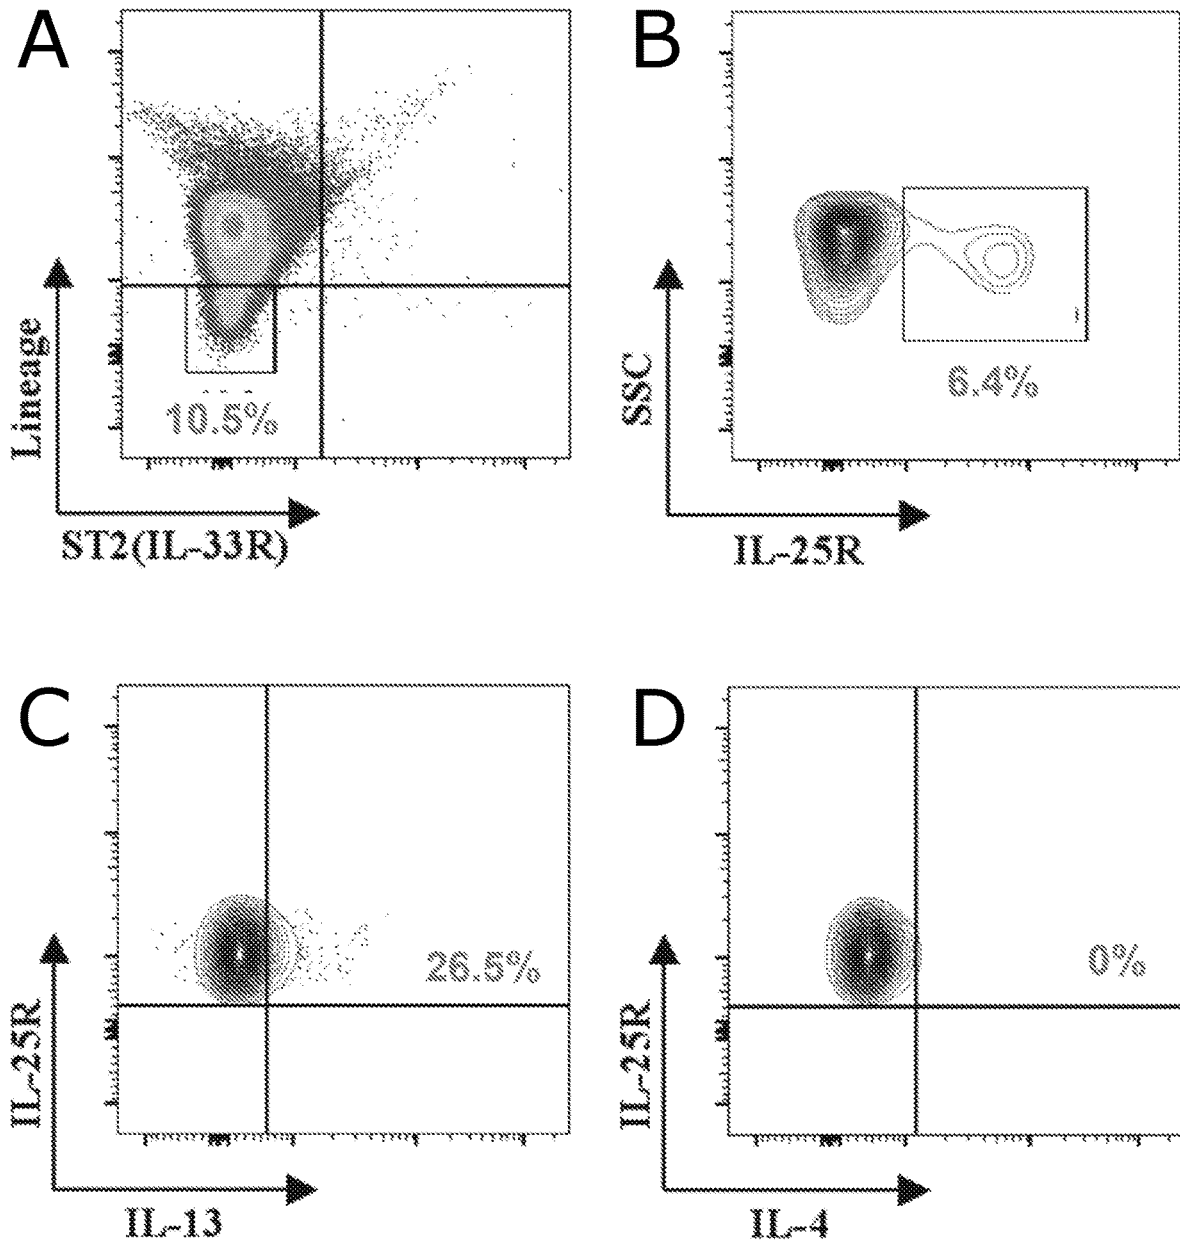 A
Lineage
10.5%
ST2(IL-33R)
B
SSC
6.4%
IL-25R
C
IL-25R
26.5%
IL-13
D
IL-25R
0%
IL-4